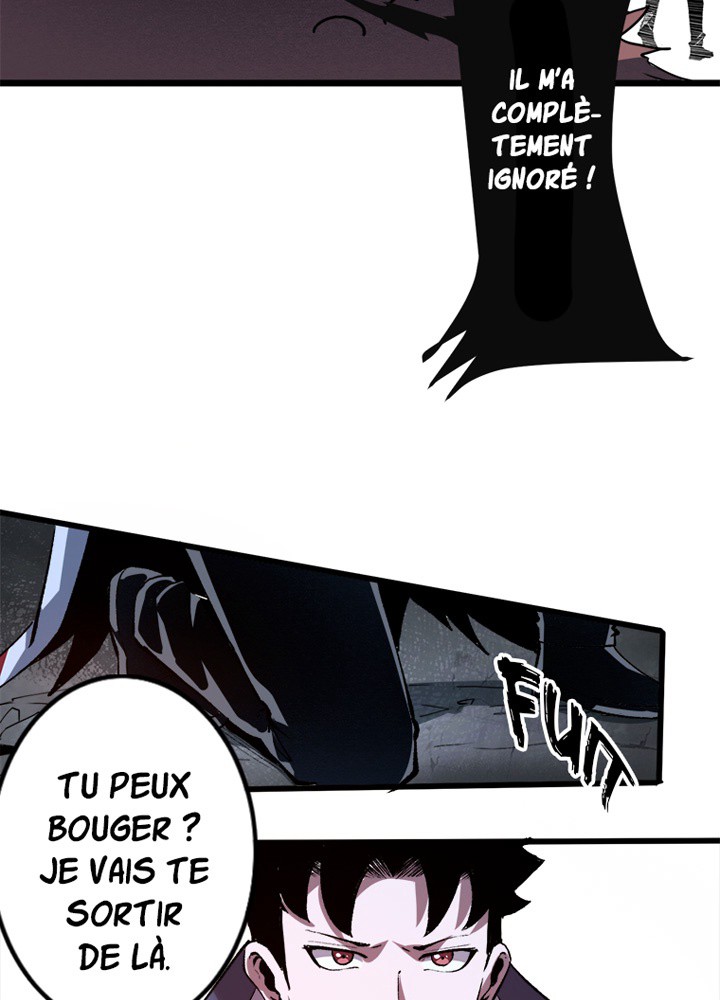 IL M'A
COMPLÈ-
TEMENT
IGNORÉ !
FUIT
TU PEUX
BOUGER ?
JE VAIS TE
SORTIR
DE LÀ.